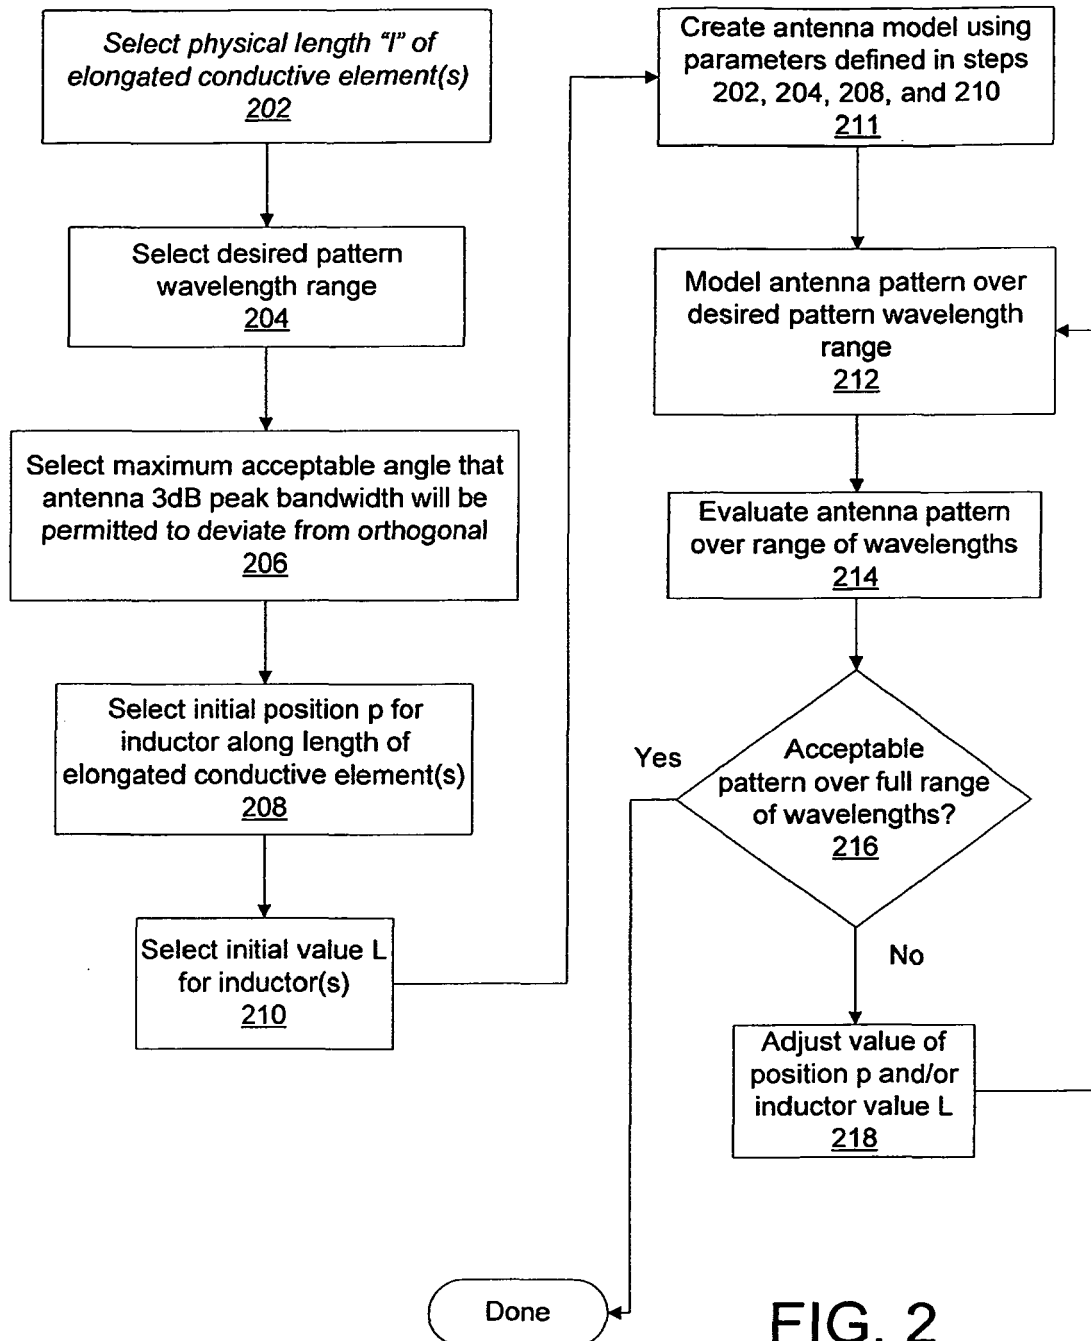 Select physical length “l” of
elongated conductive element(s)
202
Select desired pattern
wavelength range
204
Select maximum acceptable angle that
antenna 3dB peak bandwidth will be
permitted to deviate from orthogonal
206
Select initial position p for
inductor along length of
elongated conductive element(s)
208
Select initial value L
for inductor(s)
210
Create antenna model using
parameters defined in steps
202, 204, 208, and 210
211
Model antenna pattern over
desired pattern wavelength
range
212
Evaluate antenna pattern
over range of wavelengths
214
Acceptable
pattern over full range
of wavelengths?
216
Yes
No
Adjust value of
position p and/or
inductor value L
218
Done
FIG. 2